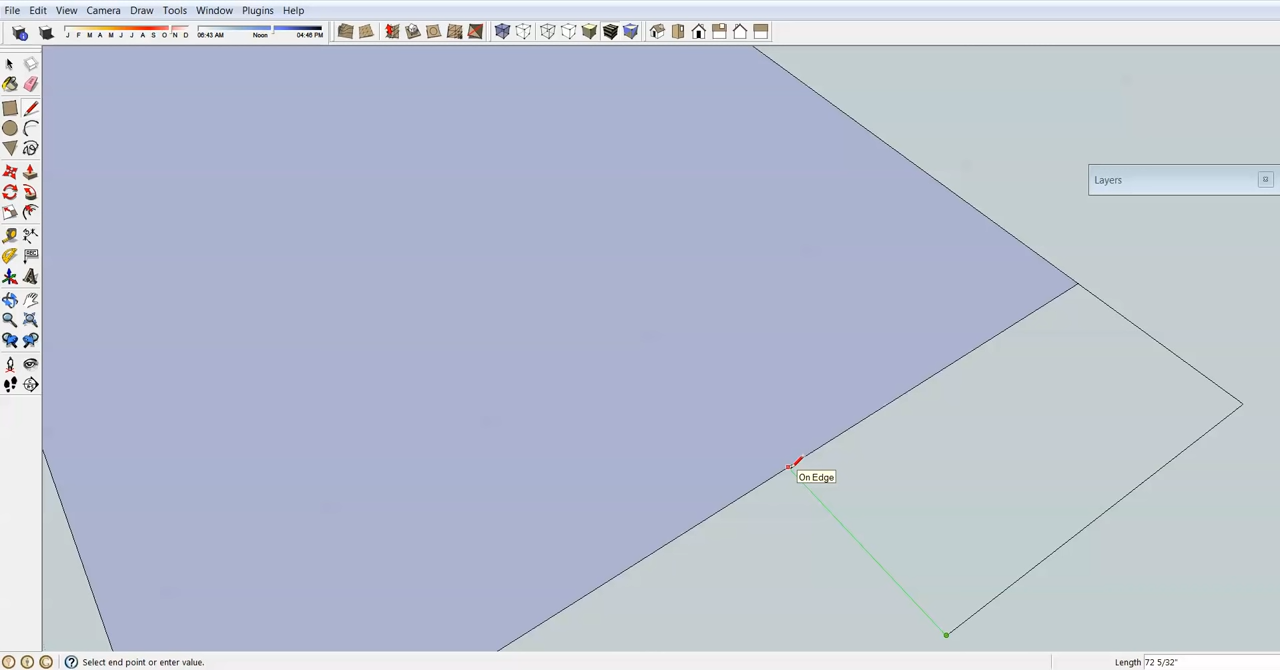 File Edit View Camera Draw Tools Window Plugins Help
J F M A M J J A S O N D 06:43 AM Noon 04:46 PM
Layers
On Edge
Select end point or enter value.
Length 72 5/32"